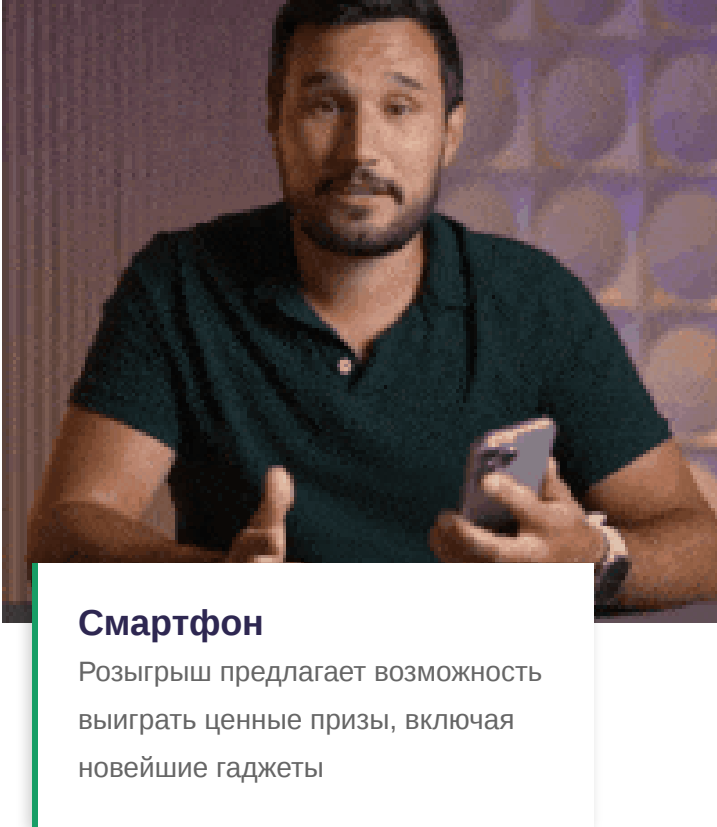 Смартфон
Розыгрыш предлагает возможность
выиграть ценные призы, включая
новейшие гаджеты